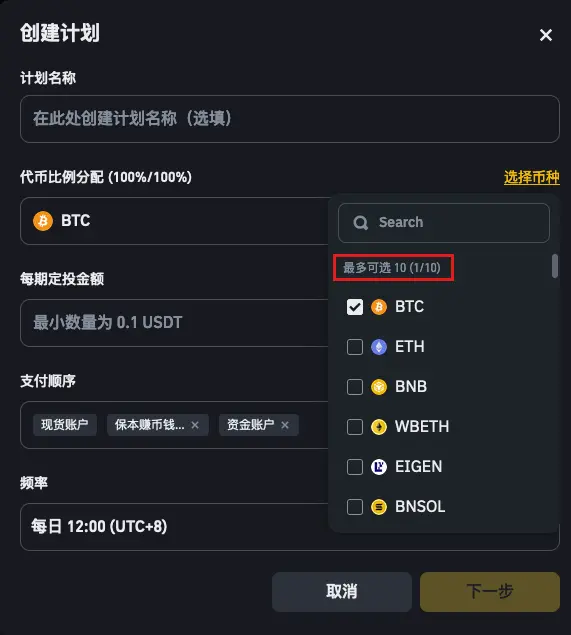 创建计划
计划名称
在此处创建计划名称（选填）
代币比例分配 (100%/100%)
选择币种
BTC
Search
最多可选 10 (1/10)
BTC
ETH
BNB
WBETH
EIGEN
BNSOL
每期定投金额
最小数量为 0.1 USDT
支付顺序
现货账户 保本赚币钱... × 资金账户 ×
频率
每日 12:00 (UTC+8)
取消 下一步